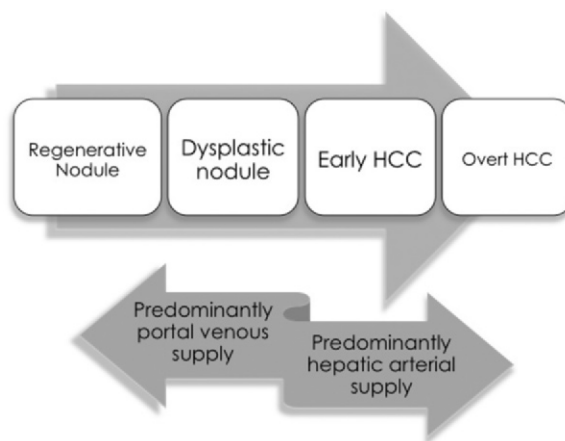 Regenerative
Nodule
Dysplastic
nodule
Early HCC
Overt HCC
Predominantly
portal venous
supply
Predominantly
hepatic arterial
supply